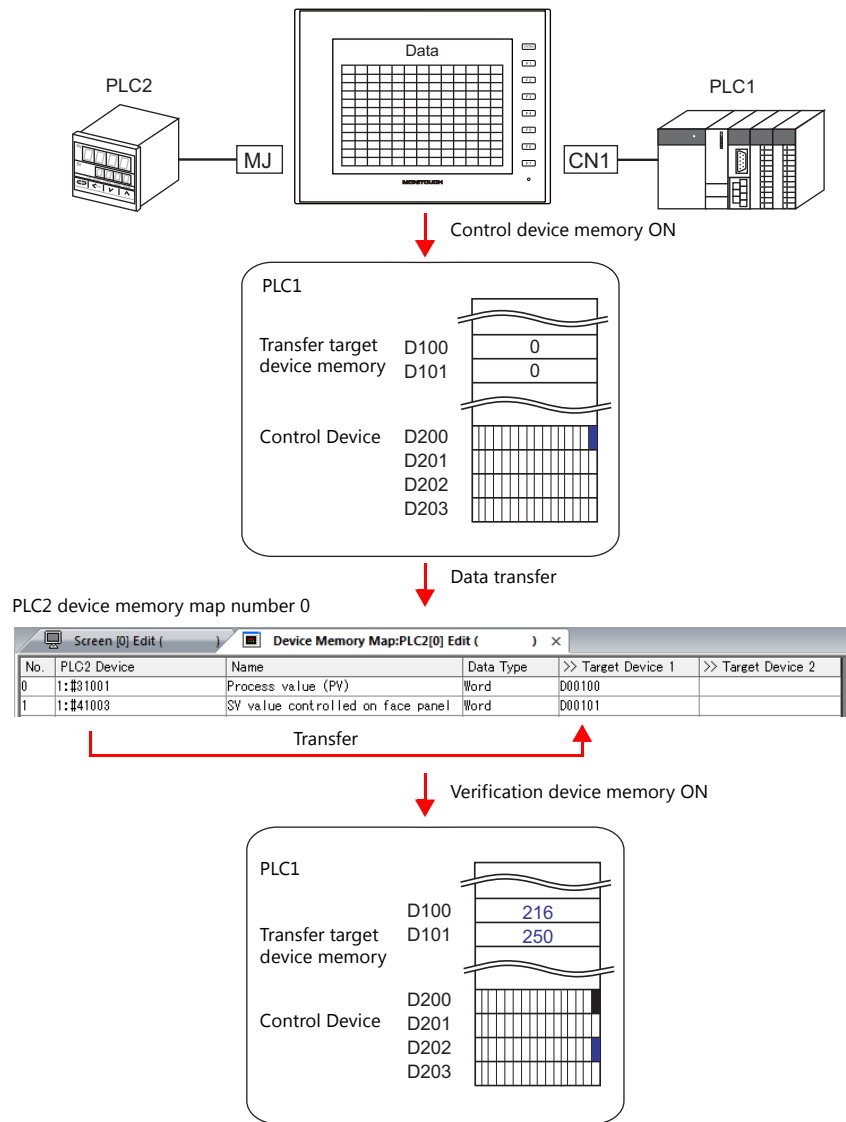 Data
PLC2
PLC1
MJ
CN1
MONITOUCH
Control device memory ON
PLC1
Transfer target
device memory
D100
0
D101
0
Control Device
D200
D201
D202
D203
Data transfer
PLC2 device memory map number 0
Screen [0] Edit ( )
Device Memory Map:PLC2[0] Edit ( ) ×
No. PLC2 Device Name Data Type >> Target Device 1 >> Target Device 2
0 1:#31001 Process value (PV) Word D00100
1 1:#41003 SV value controlled on face panel Word D00101
Transfer
Verification device memory ON
PLC1
D100
216
Transfer target
device memory
D101
250
D200
Control Device
D201
D202
D203